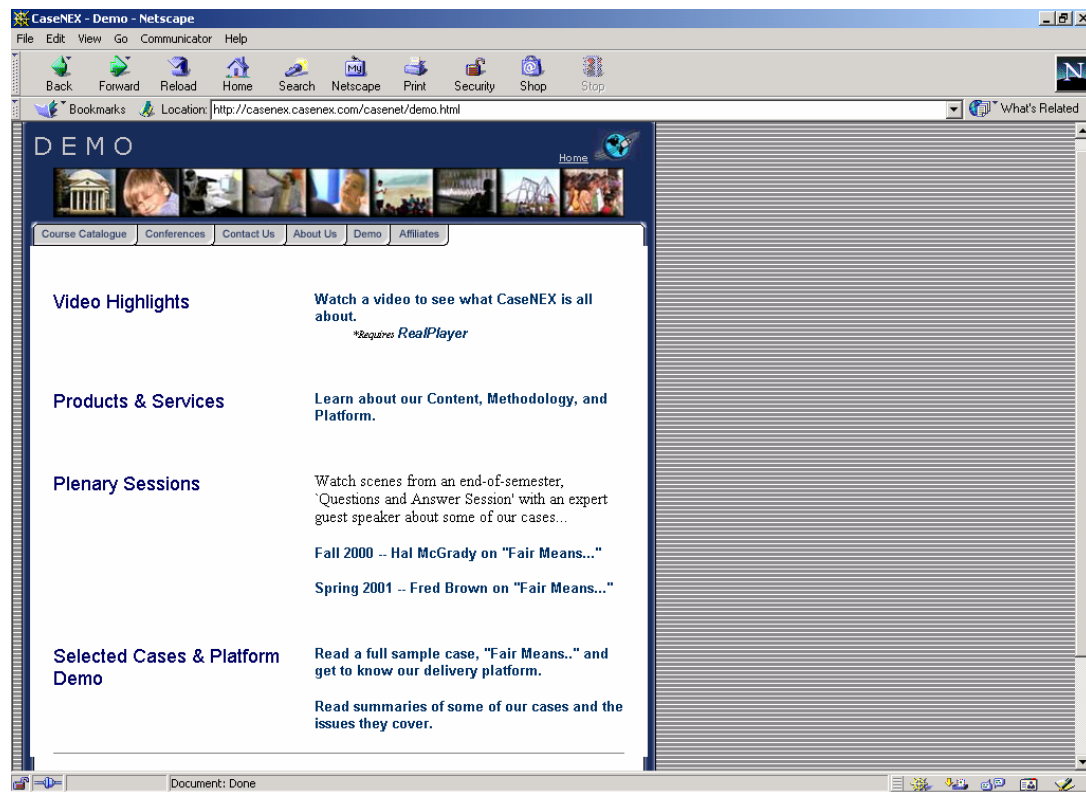 CaseNEX - Demo - Netscape
File Edit View Go Communicator Help
Back Forward Reload Home Search Netscape Print Security Shop Stop
My
N
Bookmarks Location: http://casenex.casenex.com/casenet/demo.html What's Related
DEMO
Home
Course Catalogue Conferences Contact Us About Us Demo Affiliates
Video Highlights
Watch a video to see what CaseNEX is all
about.
*Requires RealPlayer
Products & Services
Learn about our Content, Methodology, and
Platform.
Plenary Sessions
Watch scenes from an end-of-semester,
`Questions and Answer Session' with an expert
guest speaker about some of our cases...
Fall 2000 -- Hal McGrady on "Fair Means..."
Spring 2001 -- Fred Brown on "Fair Means..."
Selected Cases & Platform
Demo
Read a full sample case, "Fair Means.." and
get to know our delivery platform.
Read summaries of some of our cases and the
issues they cover.
Document: Done